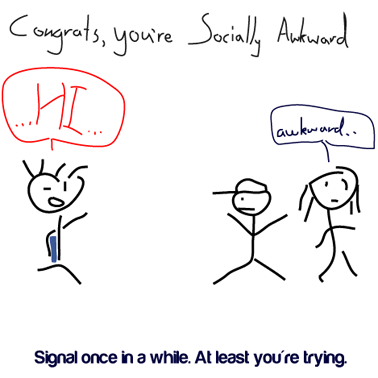 Congrats, you're Socially Awkward
...HI...
awkward..
Signal once in a while. At least you're trying.